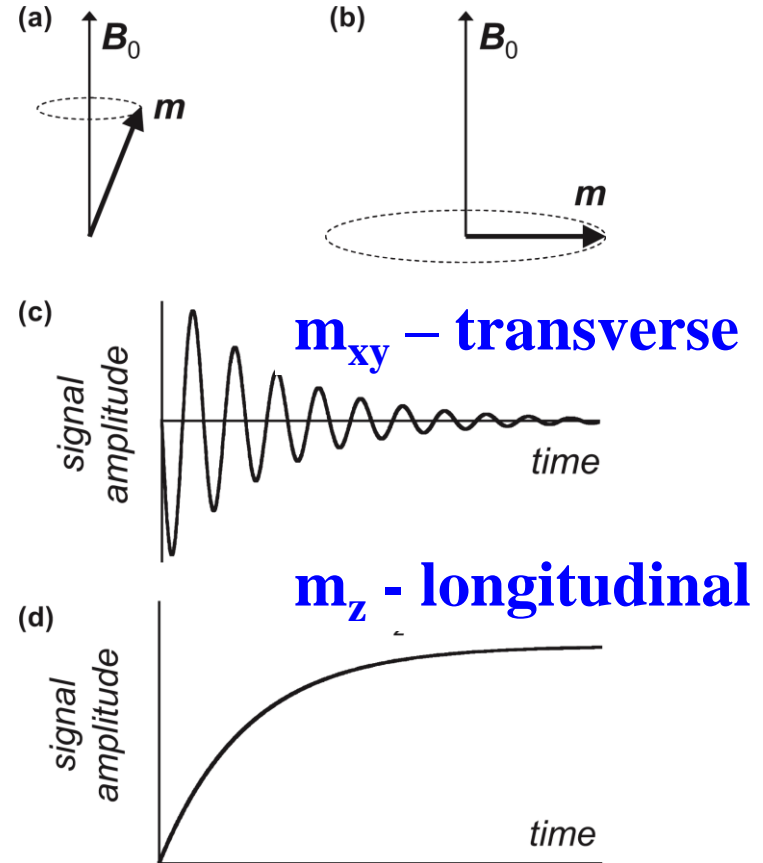 (a)
B₀
m
(b)
B₀
m
(c)
mxy – transverse
signal
amplitude
time
mz - longitudinal
(d)
signal
amplitude
time